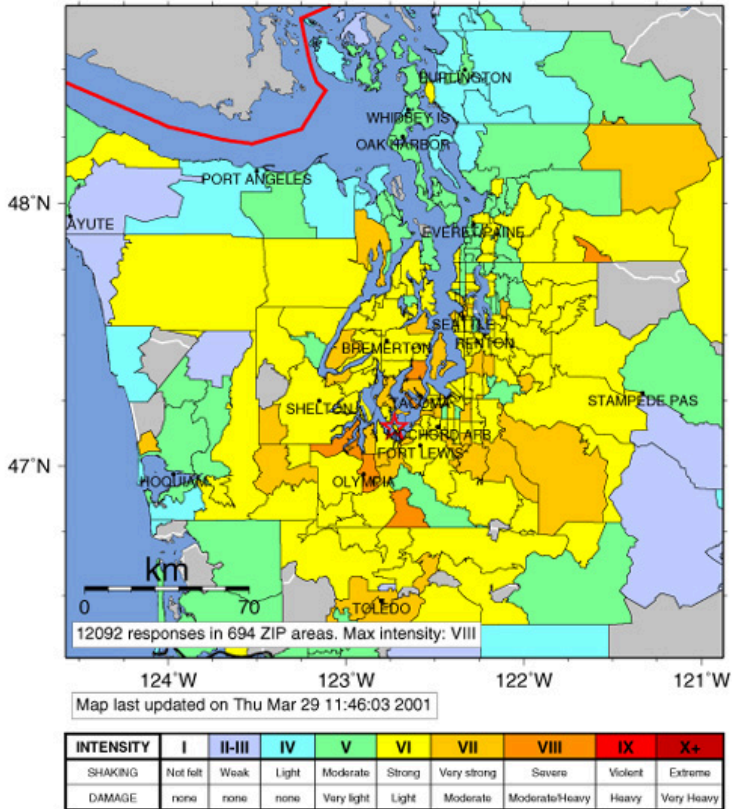 BURLINGTON
WHIDBEY IS
OAK HARBOR
PORT ANGELES
48°N
AYUTE
EVERET/PAINE
SEATTLE
BREMERTON
RENTON
STAMPEDE PAS
SHELTON
TACOMA
MCCHORD AFB
47°N
FORT LEWIS
HOQUIAM
OLYMPIA
km
0 70
TOLEDO
12092 responses in 694 ZIP areas. Max intensity: VIII
124°W 123°W 122°W 121°W
Map last updated on Thu Mar 29 11:46:03 2001
INTENSITY I II-III IV V VI VII VIII IX X+
SHAKING Not felt Weak Light Moderate Strong Very strong Severe Violent Extreme
DAMAGE none none none Very light Light Moderate Moderate/Heavy Heavy Very Heavy